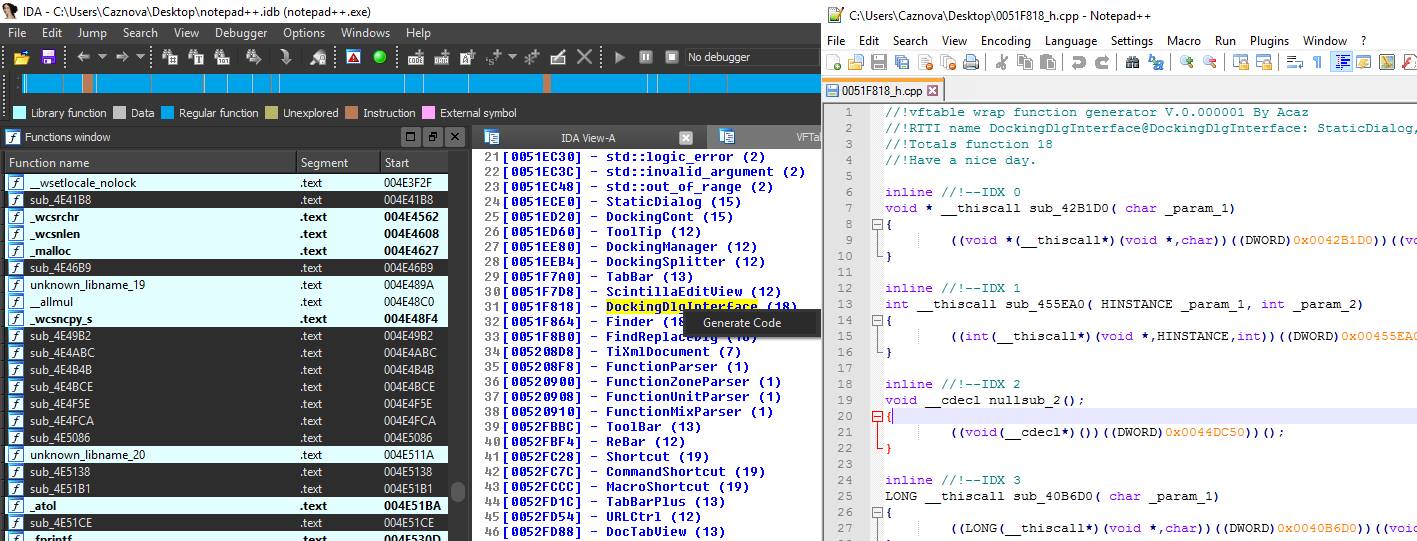 IDA - C:\Users\Caznova\Desktop\notepad++.idb (notepad++.exe)
File Edit Jump Search View Debugger Options Windows Help
No debugger
Library function Data Regular function Unexplored Instruction External symbol
Functions window
Function name Segment Start
__wsetlocale_nolock .text 004E3F2F
sub_4E41B8 .text 004E41B8
_wcsrchr .text 004E4562
_wcsnlen .text 004E4608
_malloc .text 004E4627
sub_4E46B9 .text 004E46B9
unknown_libname_19 .text 004E489A
__allmul .text 004E48C0
_wcsncpy_s .text 004E48F4
sub_4E49B2 .text 004E49B2
sub_4E4ABC .text 004E4ABC
sub_4E4B4B .text 004E4B4B
sub_4E4BCE .text 004E4BCE
sub_4E4F5E .text 004E4F5E
sub_4E4FCA .text 004E4FCA
sub_4E5086 .text 004E5086
unknown_libname_20 .text 004E511A
sub_4E5138 .text 004E5138
sub_4E51B1 .text 004E51B1
_atol .text 004E51BA
sub_4E51CE .text 004E51CE
_fprintf .text 004E530D
IDA View-A
VFTab
21[0051EC30] - std::logic_error (2)
22[0051EC3C] - std::invalid_argument (2)
23[0051EC48] - std::out_of_range (2)
24[0051ECE0] - StaticDialog (15)
25[0051ED20] - DockingCont (15)
26[0051ED60] - ToolTip (12)
27[0051EE80] - DockingManager (12)
28[0051EEB4] - DockingSplitter (12)
29[0051F7A0] - TabBar (13)
30[0051F7D8] - ScintillaEditView (12)
31[0051F818] - DockingDlgInterface (18)
32[0051F864] - Finder (18
33[0051F8B0] - FindReplaceDlg
34[005208D8] - TiXmlDocument (7)
35[005208F8] - FunctionParser (1)
36[00520900] - FunctionZoneParser (1)
37[00520908] - FunctionUnitParser (1)
38[00520910] - FunctionMixParser (1)
39[0052FBBC] - ToolBar (13)
40[0052FBF4] - ReBar (12)
41[0052FC28] - Shortcut (19)
42[0052FC7C] - CommandShortcut (19)
43[0052FCCC] - MacroShortcut (19)
44[0052FD1C] - TabBarPlus (13)
45[0052FD54] - URLCtrl (12)
46[0052FD88] - DocTabView (13)
Generate Code
C:\Users\Caznova\Desktop\0051F818_h.cpp - Notepad++
File Edit Search View Encoding Language Settings Macro Run Plugins Window ?
0051F818_h.cpp
1 //!vftable wrap function generator V.0.000001 By Acaz
2 //!RTTI name DockingDlgInterface@DockingDlgInterface: StaticDialog,
3 //!Totals function 18
4 //!Have a nice day.
5
6 inline //!--IDX 0
7 void * __thiscall sub_42B1D0( char _param_1)
8 {
9 ((void *(__thiscall*)(void *,char))((DWORD)0x0042B1D0))((vo
10 }
11
12 inline //!--IDX 1
13 int __thiscall sub_455EA0( HINSTANCE _param_1, int _param_2)
14 {
15 ((int(__thiscall*)(void *,HINSTANCE,int))((DWORD)0x00455EA0
16 }
17
18 inline //!--IDX 2
19 void __cdecl nullsub_2();
20 {
21 ((void(__cdecl*)())((DWORD)0x0044DC50))();
22 }
23
24 inline //!--IDX 3
25 LONG __thiscall sub_40B6D0( char _param_1)
26 {
27 ((LONG(__thiscall*)(void *,char))((DWORD)0x0040B6D0))((void